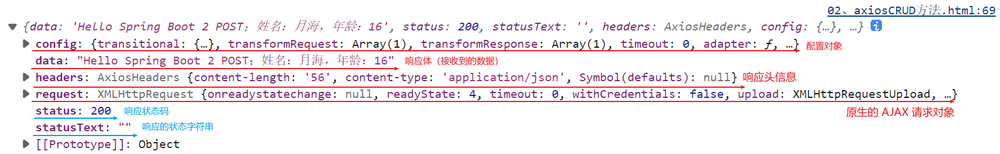 02、axiosCRUD方法.html:69
{data: 'Hello Spring Boot 2 POST；姓名：月海，年龄：16', status: 200, statusText: '', headers: AxiosHeaders, config: {…}, …}
config: {transitional: {…}, transformRequest: Array(1), transformResponse: Array(1), timeout: 0, adapter: ƒ, …} 配置对象
data: "Hello Spring Boot 2 POST；姓名：月海，年龄：16" 响应体（接收到的数据）
headers: AxiosHeaders {content-length: '56', content-type: 'application/json', Symbol(defaults): null} 响应头信息
request: XMLHttpRequest {onreadystatechange: null, readyState: 4, timeout: 0, withCredentials: false, upload: XMLHttpRequestUpload, …}
status: 200 响应状态码
原生的 AJAX 请求对象
statusText: "" 响应的状态字符串
[[Prototype]]: Object